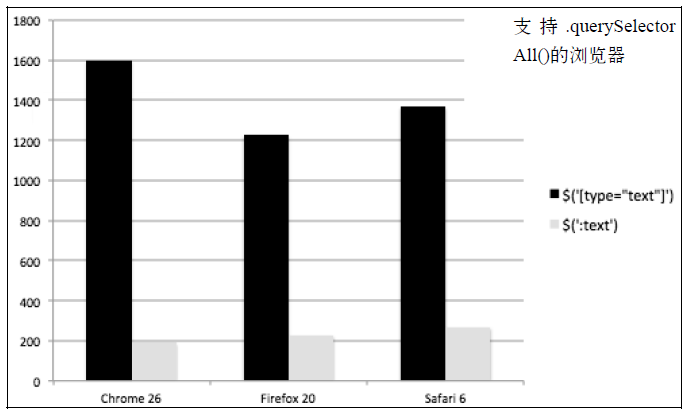 支持.querySelector
All()的浏览器
1800
1600
1400
1200
1000
800
600
400
200
0
Chrome 26
Firefox 20
Safari 6
$('[type="text"]')
$(':text')